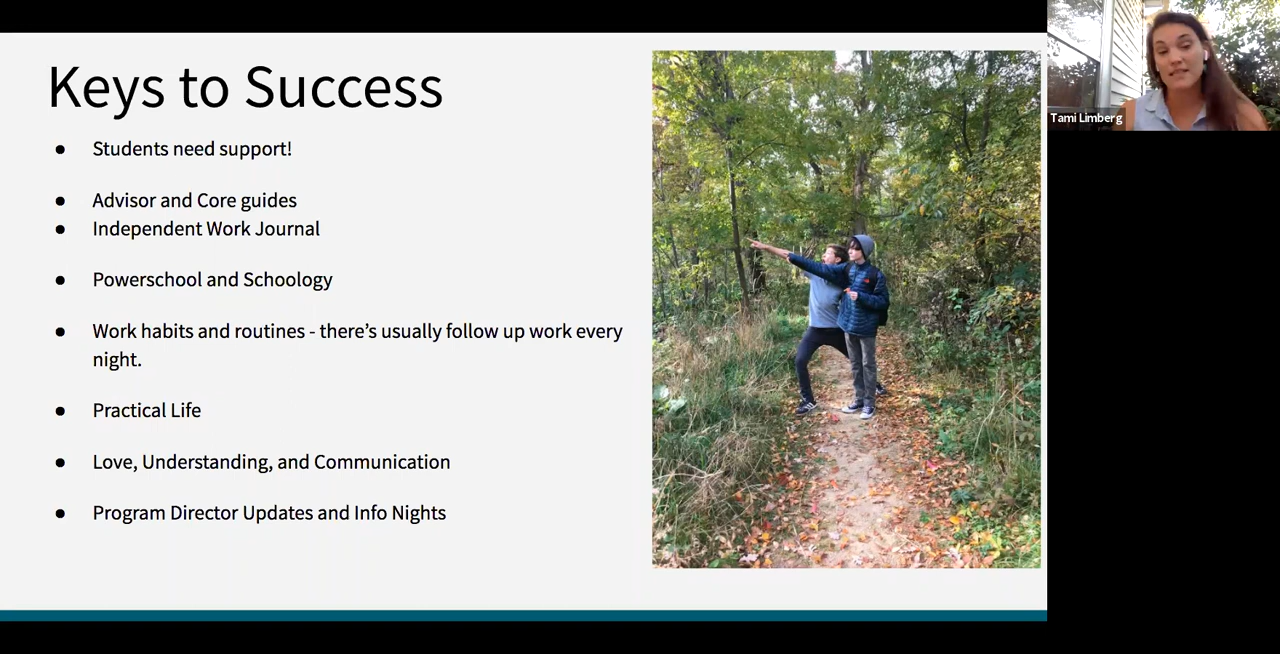 Keys to Success
● Students need support!
● Advisor and Core guides
● Independent Work Journal
● Powerschool and Schoology
● Work habits and routines - there’s usually follow up work every
night.
● Practical Life
● Love, Understanding, and Communication
● Program Director Updates and Info Nights
Tami Limberg